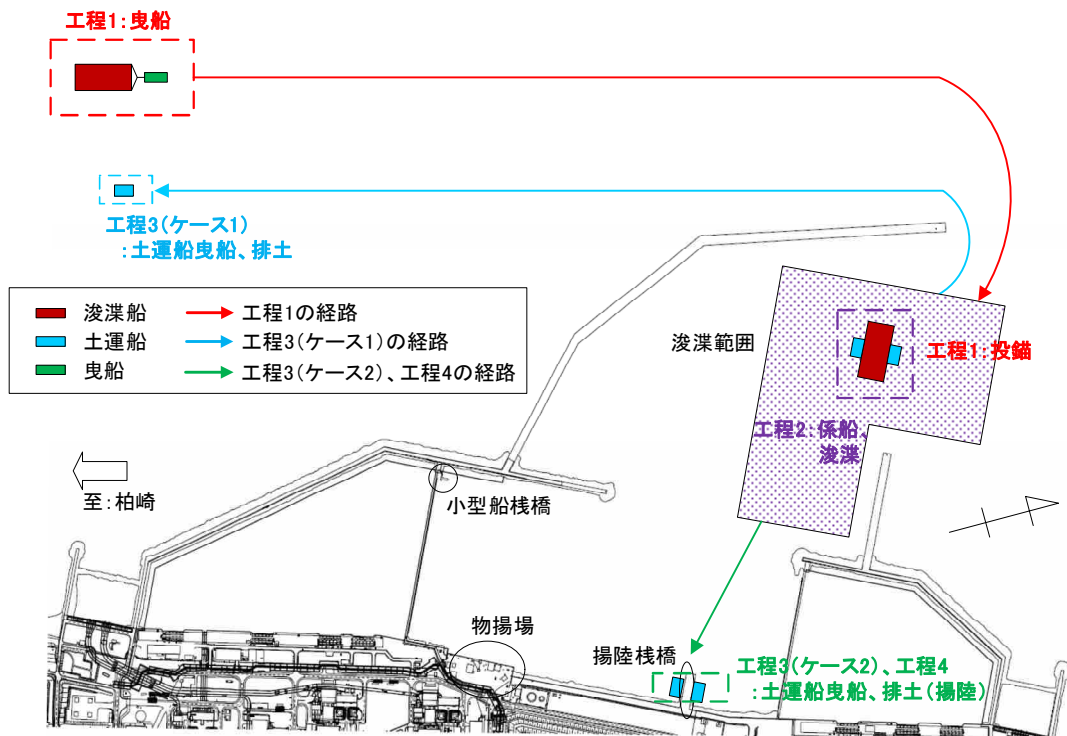 工程1:曳船
工程3(ケース1)
:土運船曳船、排土
浚渫船
工程1の経路
土運船
工程3(ケース1)の経路
曳船
工程3(ケース2)、工程4の経路
浚渫範囲
工程1:投錨
工程2:係船、
浚渫
至:柏崎
小型船桟橋
物揚場
揚陸桟橋
工程3(ケース2)、工程4
:土運船曳船、排土(揚陸)